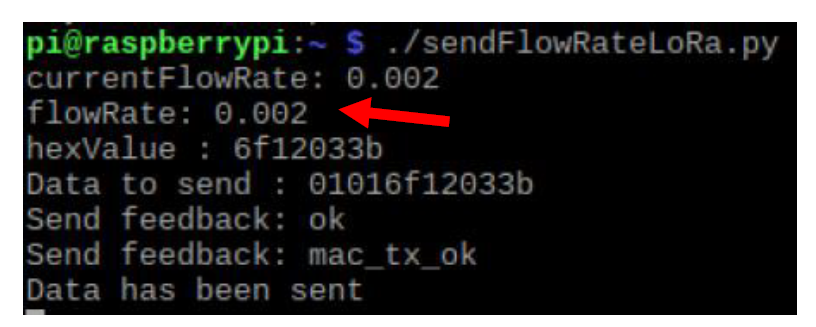 pi@raspberrypi:~ $ ./sendFlowRateLoRa.py
currentFlowRate: 0.002
flowRate: 0.002
hexValue : 6f12033b
Data to send : 01016f12033b
Send feedback: ok
Send feedback: mac_tx_ok
Data has been sent